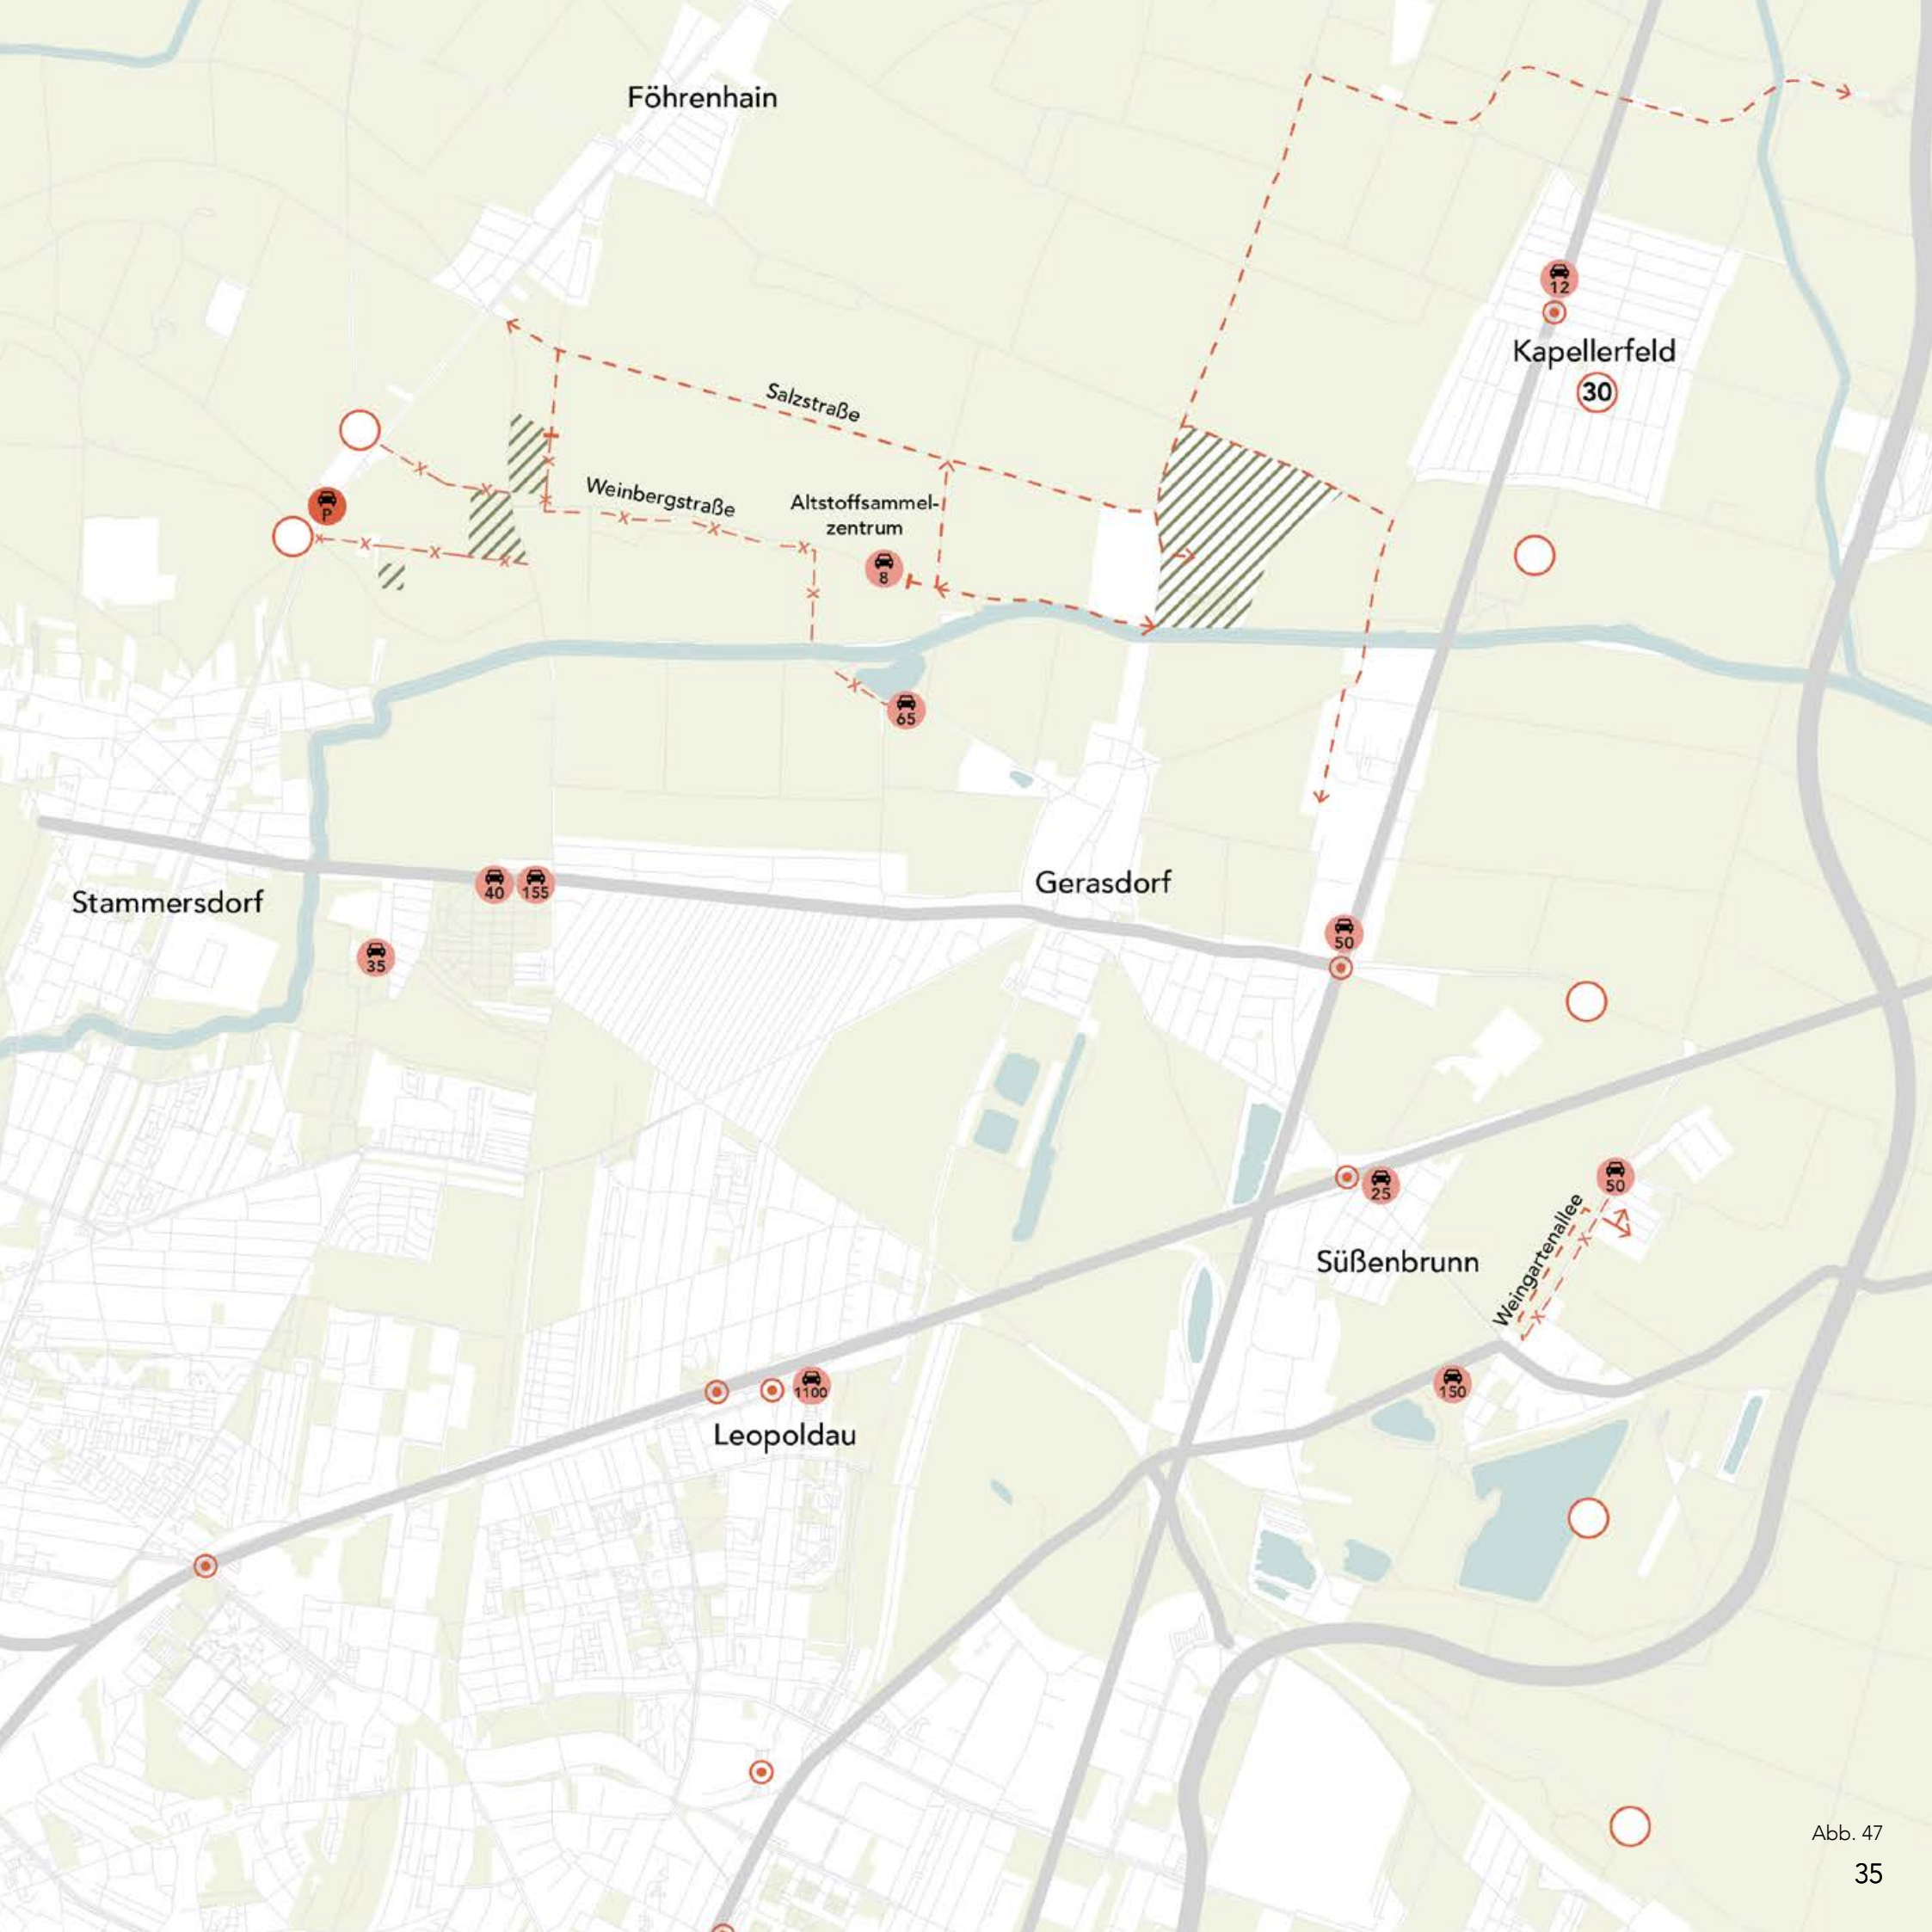 Föhrenhain
12
Kapellerfeld
30
Salzstraße
Weinbergstraße
Altstoffsammel-
zentrum
P
8
65
40
155
Gerasdorf
Stammersdorf
50
35
25
50
Weingartenallee
Süßenbrunn
1100
150
Leopoldau
Abb. 47
35